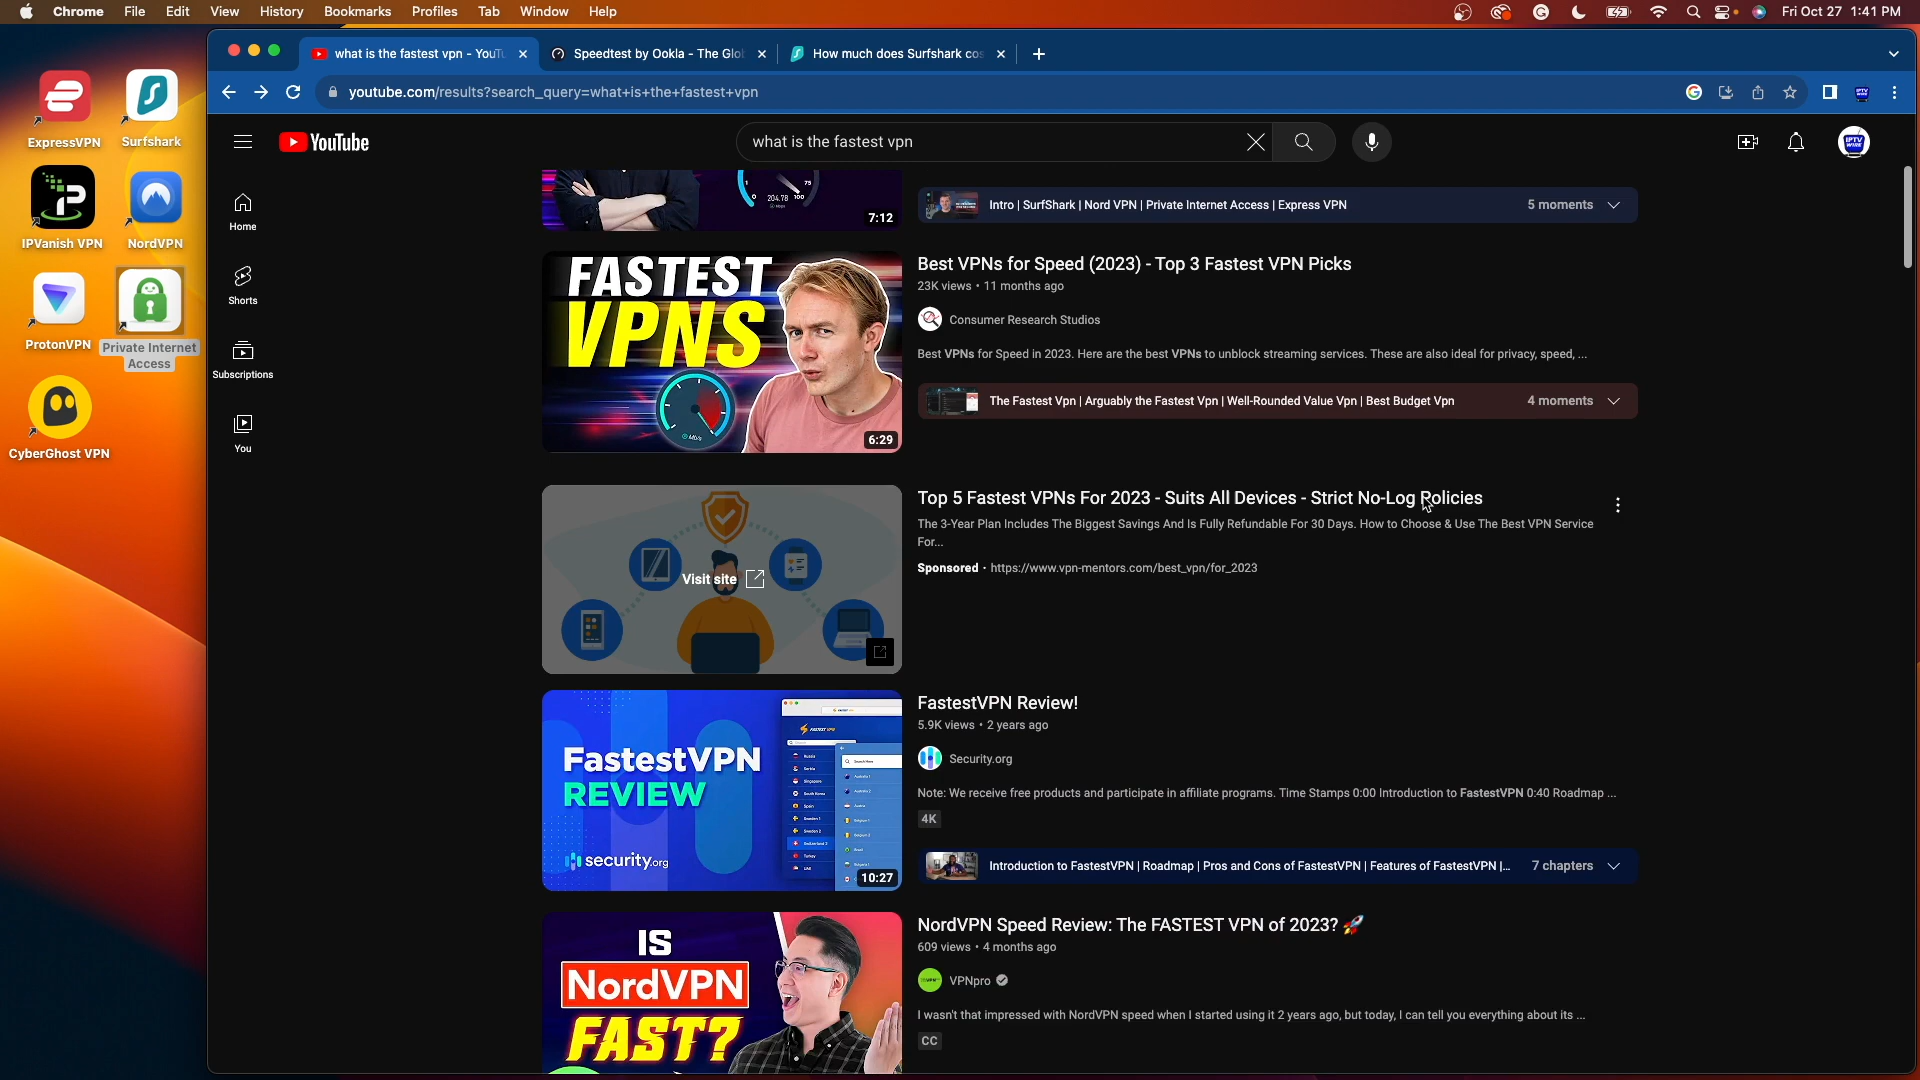 Chrome File Edit View History Bookmarks Profiles Tab Window Help
Fri Oct 27 1:41 PM
what is the fastest vpn - YouTu
Speedtest by Ookla - The Glo
How much does Surfshark cos
youtube.com/results?search_query=what+is+the+fastest+vpn
ExpressVPN
Surfshark
IPVanish VPN
NordVPN
ProtonVPN
Private Internet
Access
CyberGhost VPN
YouTube
what is the fastest vpn
Home
Shorts
Subscriptions
You
75
204.78 100
7:12
Intro | SurfShark | Nord VPN | Private Internet Access | Express VPN
5 moments
FASTEST
VPNS
6:29
Best VPNs for Speed (2023) - Top 3 Fastest VPN Picks
23K views • 11 months ago
Consumer Research Studios
Best VPNs for Speed in 2023. Here are the best VPNs to unblock streaming services. These are also ideal for privacy, speed, ...
The Fastest Vpn | Arguably the Fastest Vpn | Well-Rounded Value Vpn | Best Budget Vpn
4 moments
Visit site
Top 5 Fastest VPNs For 2023 - Suits All Devices - Strict No-Log Policies
The 3-Year Plan Includes The Biggest Savings And Is Fully Refundable For 30 Days. How to Choose & Use The Best VPN Service
For...
Sponsored • https://www.vpn-mentors.com/best_vpn/for_2023
FastestVPN
REVIEW
security.org
10:27
FastestVPN Review!
5.9K views • 2 years ago
Security.org
Note: We receive free products and participate in affiliate programs. Time Stamps 0:00 Introduction to FastestVPN 0:40 Roadmap ...
4K
Introduction to FastestVPN | Roadmap | Pros and Cons of FastestVPN | Features of FastestVPN |...
7 chapters
IS
NordVPN
FAST?
NordVPN Speed Review: The FASTEST VPN of 2023? 🚀
609 views • 4 months ago
VPNpro
I wasn't that impressed with NordVPN speed when I started using it 2 years ago, but today, I can tell you everything about its ...
CC